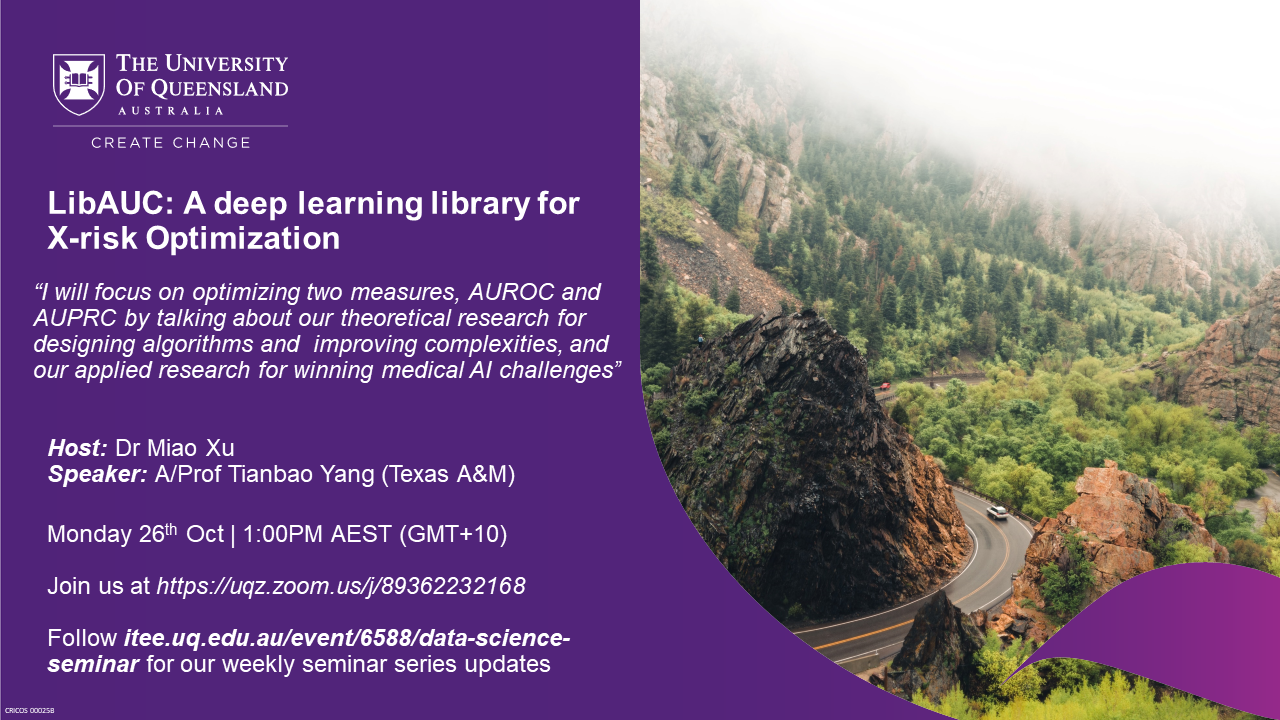 THE UNIVERSITY
OF QUEENSLAND
AUSTRALIA
CREATE CHANGE
LibAUC: A deep learning library for
X-risk Optimization
“I will focus on optimizing two measures, AUROC and
AUPRC by talking about our theoretical research for
designing algorithms and  improving complexities, and
our applied research for winning medical AI challenges”
Host: Dr Miao Xu
Speaker: A/Prof Tianbao Yang (Texas A&M)
Monday 26th Oct | 1:00PM AEST (GMT+10)
Join us at https://uqz.zoom.us/j/89362232168
Follow itee.uq.edu.au/event/6588/data-science-
seminar for our weekly seminar series updates
CRICOS 00025B